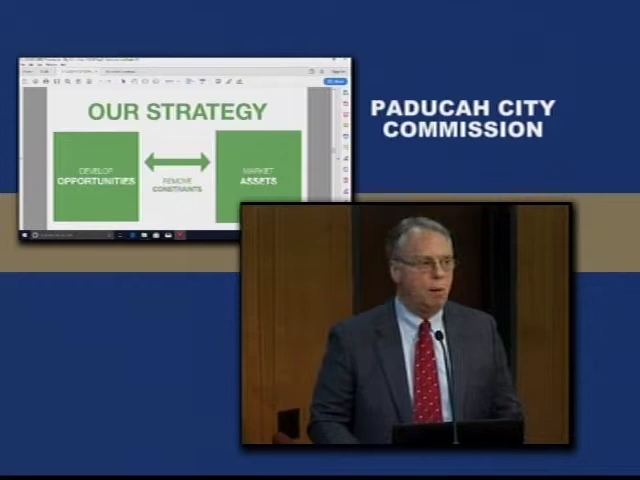 PADUCAH CITY
COMMISSION
OUR STRATEGY
DEVELOP
OPPORTUNITIES
REMOVE
CONSTRAINTS
MARKET
ASSETS